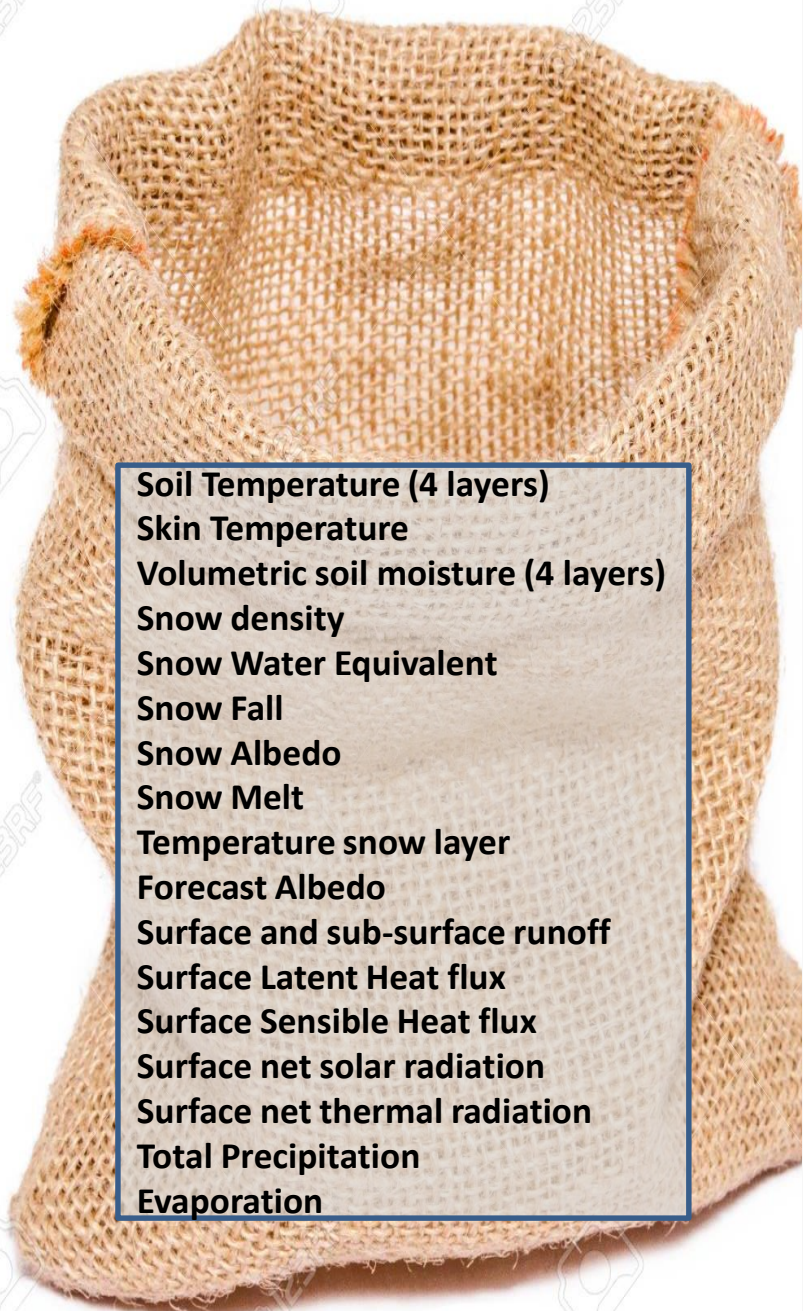 Soil Temperature (4 layers)
Skin Temperature
Volumetric soil moisture (4 layers)
Snow density
Snow Water Equivalent
Snow Fall
Snow Albedo
Snow Melt
Temperature snow layer
Forecast Albedo
Surface and sub-surface runoff
Surface Latent Heat flux
Surface Sensible Heat flux
Surface net solar radiation
Surface net thermal radiation
Total Precipitation
Evaporation